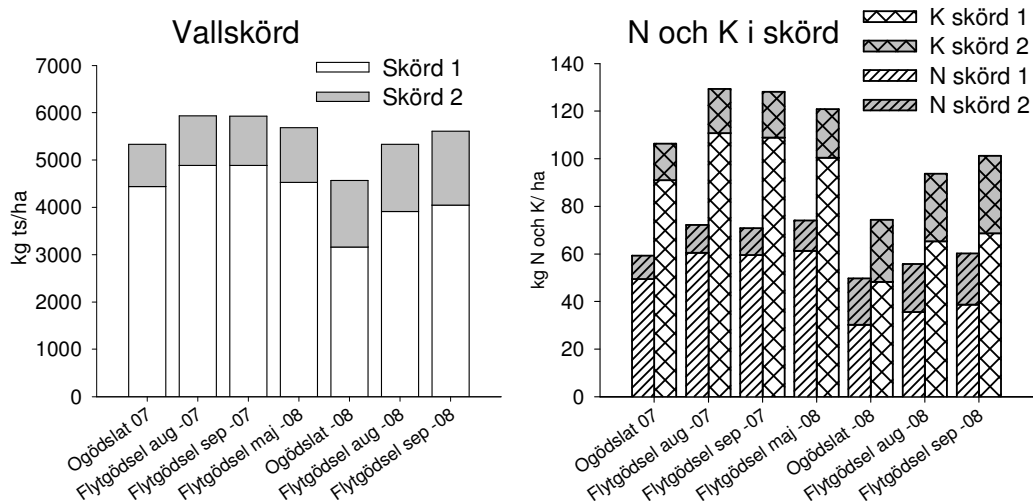 Vallskörd
kg ts/ha
7000
6000
5000
4000
3000
2000
1000
0
Skörd 1
Skörd 2
Ogödslat 07
Flytgödsel aug -07
Flytgödsel sep -07
Flytgödsel maj -08
Ogödslat -08
Flytgödsel aug -08
Flytgödsel sep -08
N och K i skörd
K skörd 1
K skörd 2
N skörd 1
N skörd 2
kg N och K/ ha
140
120
100
80
60
40
20
0
Ogödslat 07
Flytgödsel aug -07
Flytgödsel sep -07
Flytgödsel maj -08
Ogödslat -08
Flytgödsel aug -08
Flytgödsel sep -08